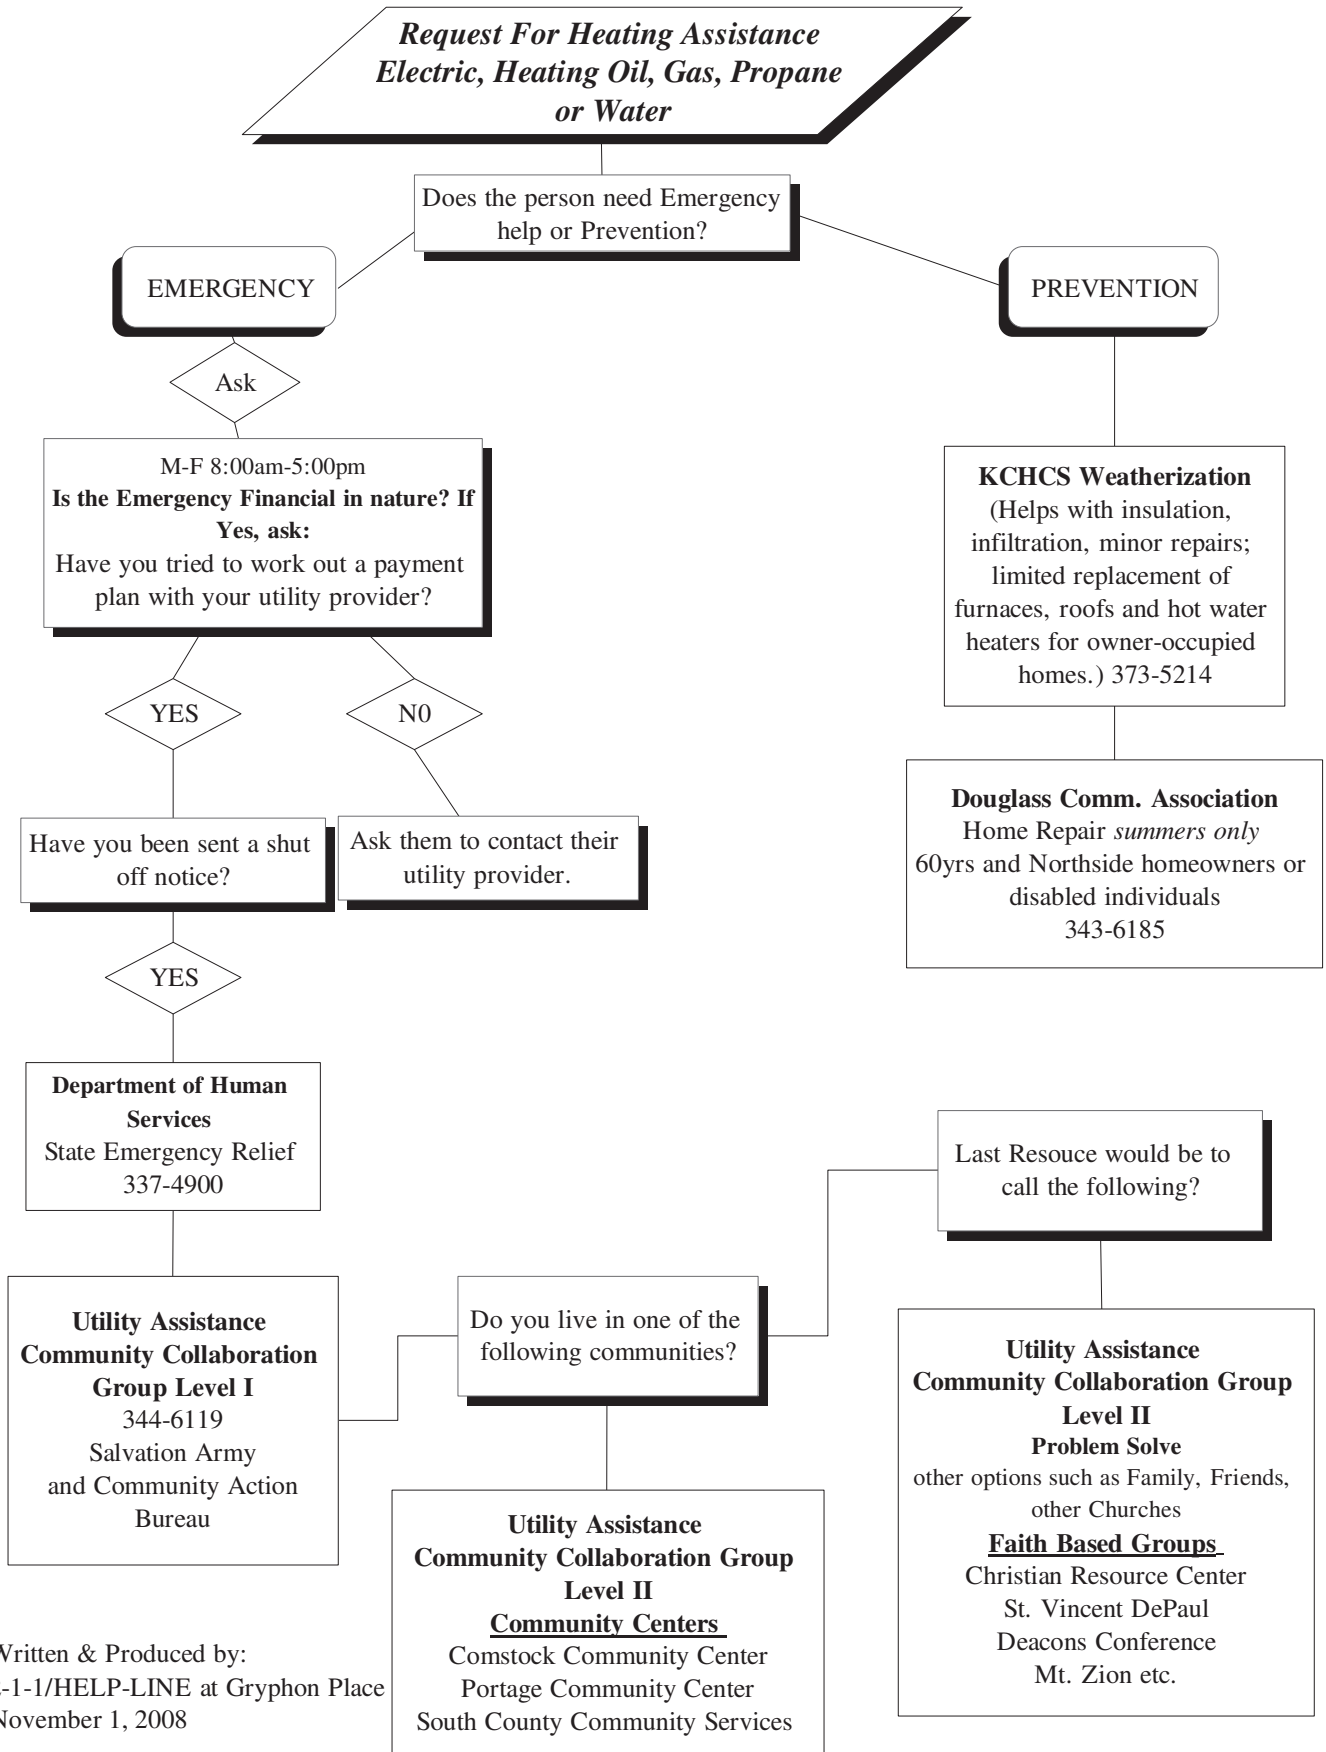 Request For Heating Assistance
Electric, Heating Oil, Gas, Propane
or Water
Does the person need Emergency
help or Prevention?
EMERGENCY
PREVENTION
Ask
M-F 8:00am-5:00pm
Is the Emergency Financial in nature? If
Yes, ask:
Have you tried to work out a payment
plan with your utility provider?
KCHCS Weatherization
(Helps with insulation,
infiltration, minor repairs;
limited replacement of
furnaces, roofs and hot water
heaters for owner-occupied
homes.) 373-5214
YES
N0
Douglass Comm. Association
Home Repair summers only
60yrs and Northside homeowners or
disabled individuals
343-6185
Have you been sent a shut
off notice?
Ask them to contact their
utility provider.
YES
Department of Human
Services
State Emergency Relief
337-4900
Last Resouce would be to
call the following?
Utility Assistance
Community Collaboration
Group Level I
344-6119
Salvation Army
and Community Action
Bureau
Do you live in one of the
following communities?
Utility Assistance
Community Collaboration Group
Level II
Problem Solve
other options such as Family, Friends,
other Churches
Faith Based Groups
Christian Resource Center
St. Vincent DePaul
Deacons Conference
Mt. Zion etc.
Utility Assistance
Community Collaboration Group
Level II
Community Centers
Comstock Community Center
Portage Community Center
South County Community Services
Written & Produced by:
2-1-1/HELP-LINE at Gryphon Place
November 1, 2008